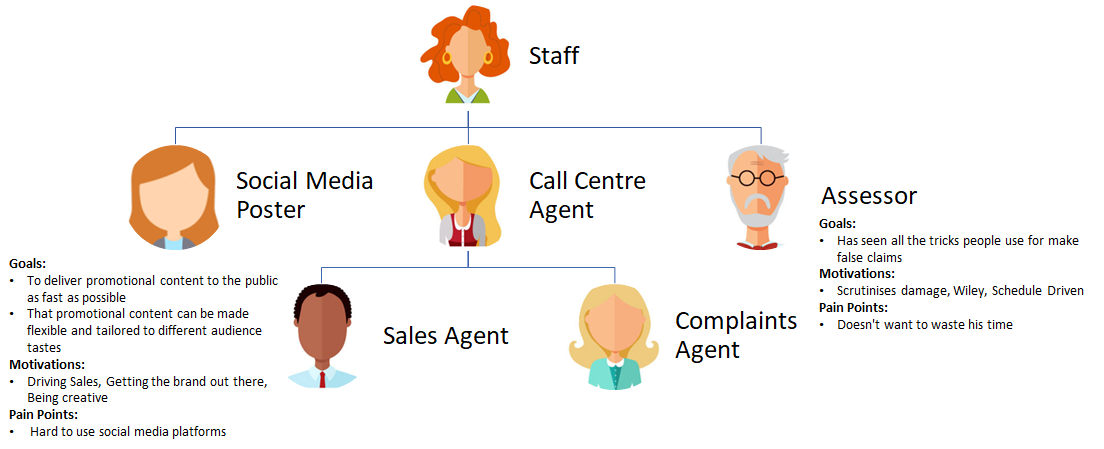 Staff
Social Media
Poster
Call Centre
Agent
Assessor
Goals:
• Has seen all the tricks people use for make
false claims
Motivations:
• Scrutinises damage, Wiley, Schedule Driven
Pain Points:
• Doesn't want to waste his time
Goals:
• To deliver promotional content to the public
as fast as possible
• That promotional content can be made
flexible and tailored to different audience
tastes
Motivations:
• Driving Sales, Getting the brand out there,
Being creative
Pain Points:
• Hard to use social media platforms
Sales Agent
Complaints
Agent